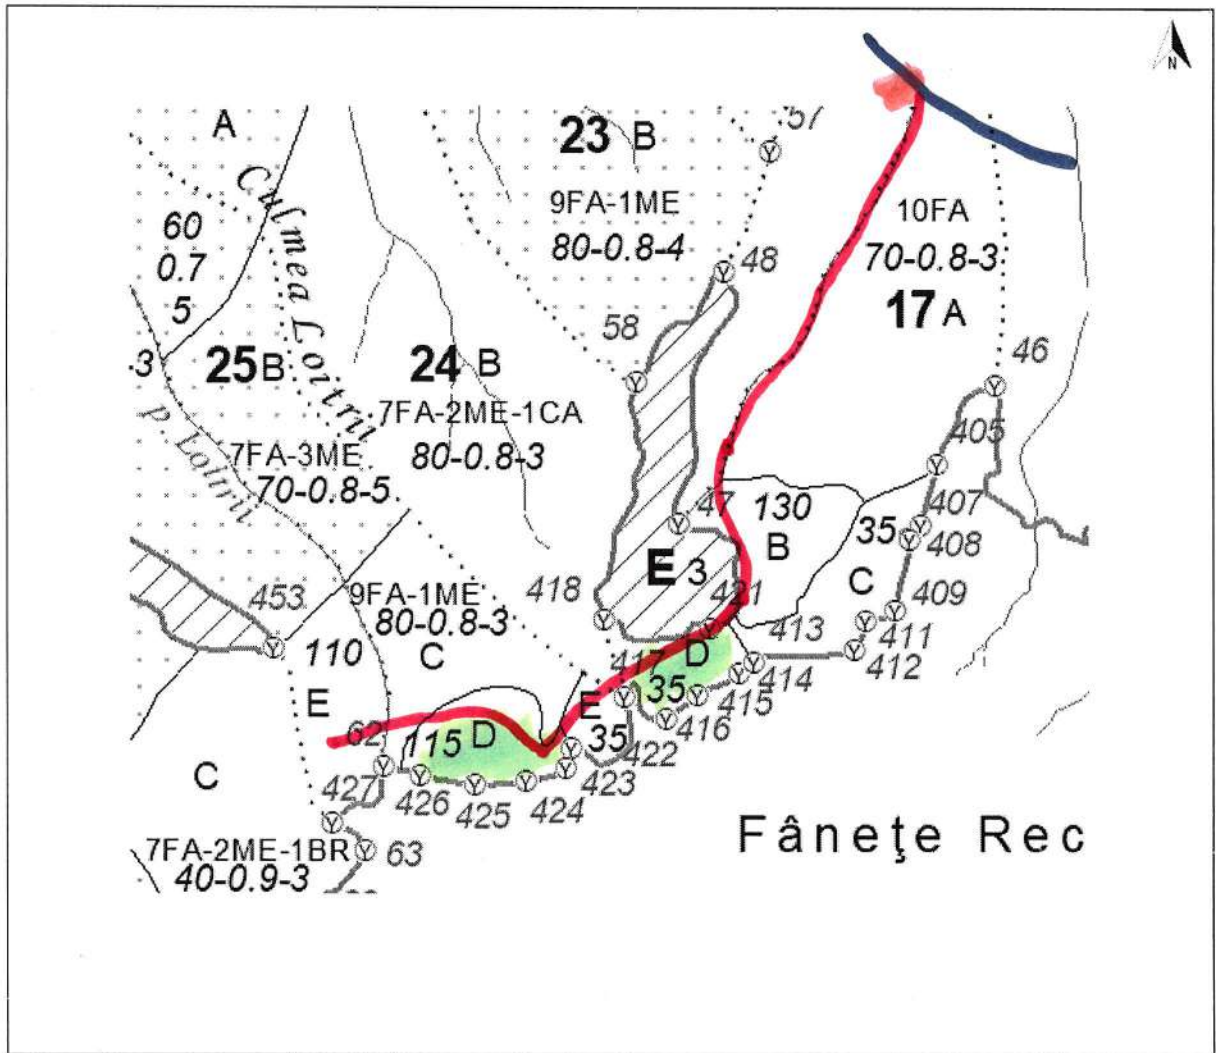 N
A
23 B
57
60
0.7
5
9FA-1ME
80-0.8-4
10FA
70-0.8-3
17 A
48
58
Culmea Loitrii
3
25 B
24 B
46
7FA-2ME-1CA
80-0.8-3
405
p. Loitrii
7FA-3ME
70-0.8-5
47
130
B
35
407
408
E 3
418
421
C
409
453
9FA-1ME
80-0.8-3
413
411
412
110
C
417
D
414
E
E
35
415
416
62
115
D
35
422
C
427
426
425
424
423
Fâneţe Rec
7FA-2ME-1BR
40-0.9-3
63